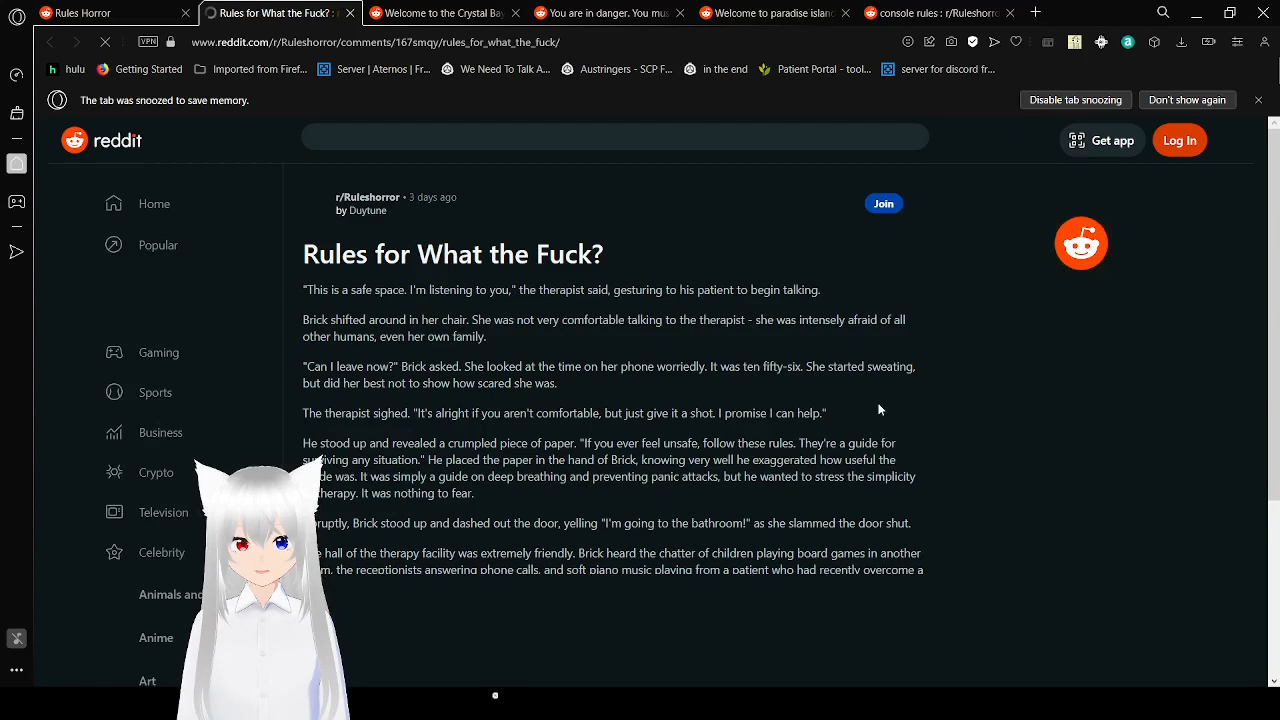 Rules Horror
Rules for What the Fuck? : r
Welcome to the Crystal Bay
You are in danger. You mus
Welcome to paradise island
console rules : r/Ruleshorro
VPN
www.reddit.com/r/Ruleshorror/comments/167smqy/rules_for_what_the_fuck/
hulu
Getting Started
Imported from Firef...
Server | Aternos | Fr...
We Need To Talk A...
Austringers - SCP F...
in the end
Patient Portal - tool...
server for discord fr...
The tab was snoozed to save memory.
Disable tab snoozing
Don't show again
reddit
Get app
Log In
Home
Popular
Gaming
Sports
Business
Crypto
Television
Celebrity
Animals and
Anime
Art
r/Ruleshorror • 3 days ago
by Duytune
Join
Rules for What the Fuck?
"This is a safe space. I'm listening to you," the therapist said, gesturing to his patient to begin talking.
Brick shifted around in her chair. She was not very comfortable talking to the therapist - she was intensely afraid of all
other humans, even her own family.
"Can I leave now?" Brick asked. She looked at the time on her phone worriedly. It was ten fifty-six. She started sweating,
but did her best not to show how scared she was.
The therapist sighed. "It's alright if you aren't comfortable, but just give it a shot. I promise I can help."
He stood up and revealed a crumpled piece of paper. "If you ever feel unsafe, follow these rules. They're a guide for
surviving any situation." He placed the paper in the hand of Brick, knowing very well he exaggerated how useful the
de was. It was simply a guide on deep breathing and preventing panic attacks, but he wanted to stress the simplicity
therapy. It was nothing to fear.
ruptly, Brick stood up and dashed out the door, yelling "I'm going to the bathroom!" as she slammed the door shut.
e hall of the therapy facility was extremely friendly. Brick heard the chatter of children playing board games in another
m, the receptionists answering phone calls, and soft piano music playing from a patient who had recently overcome a